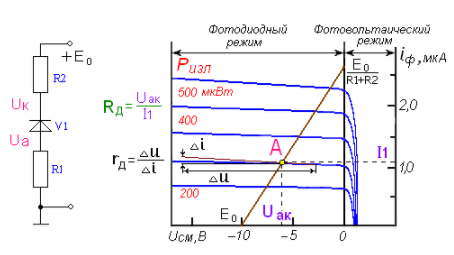 Фотодиодный режим
Фотовольтаический режим
+E₀
R2
Uк
Uа
V1
R1
Rд = Uак / I1
rд = Δu / Δi
Pизл
500 мкВт
400
200
Δi
Δu
A
Uак
E₀
E₀
R1+R2
iф, мкА
2,0
I1
1,0
Uсм, В
−10
−5
0